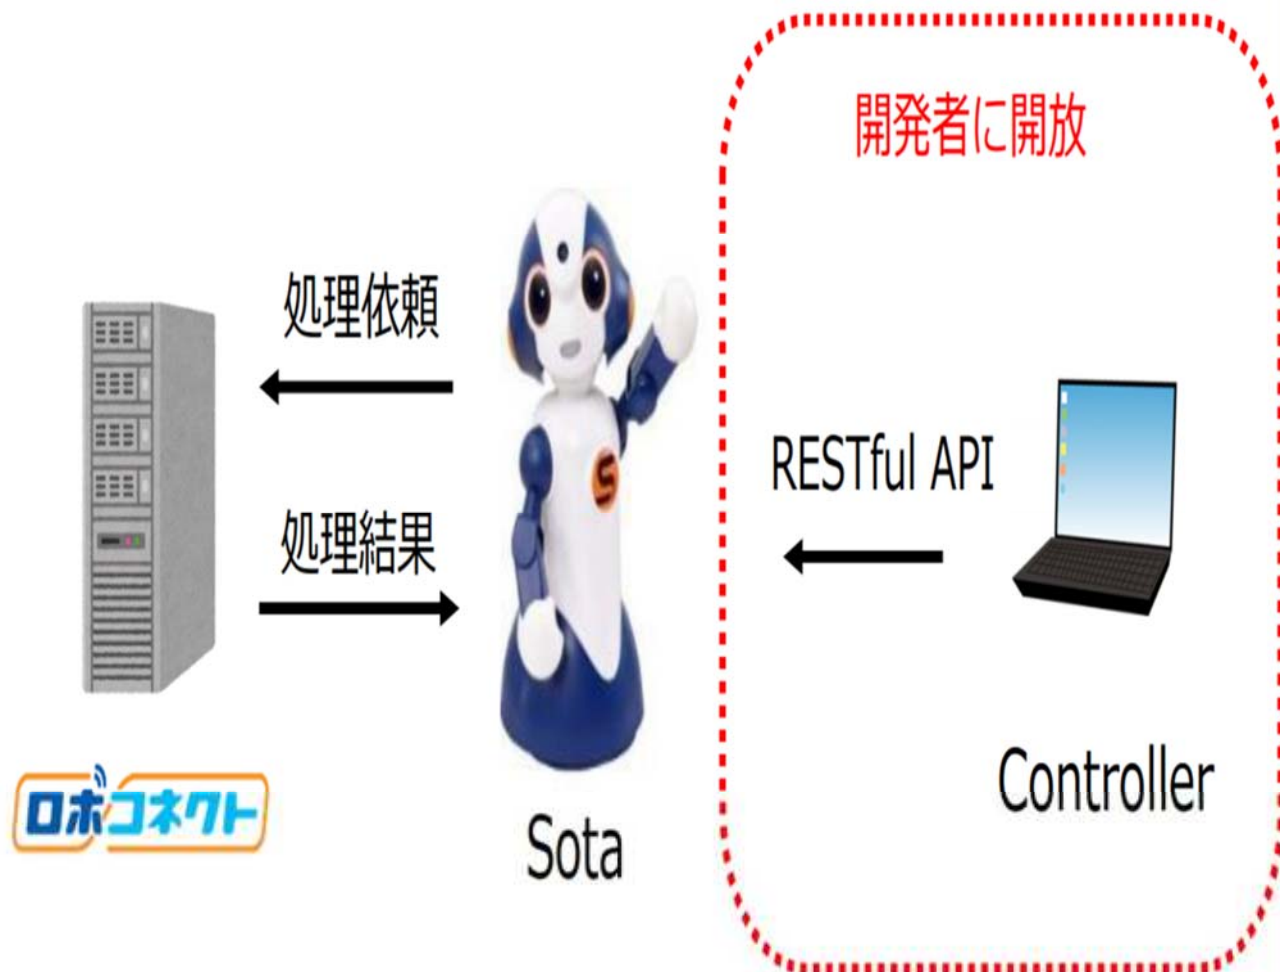 開発者に開放
処理依頼
RESTful API
処理結果
ロボコネクト
Sota
Controller
S